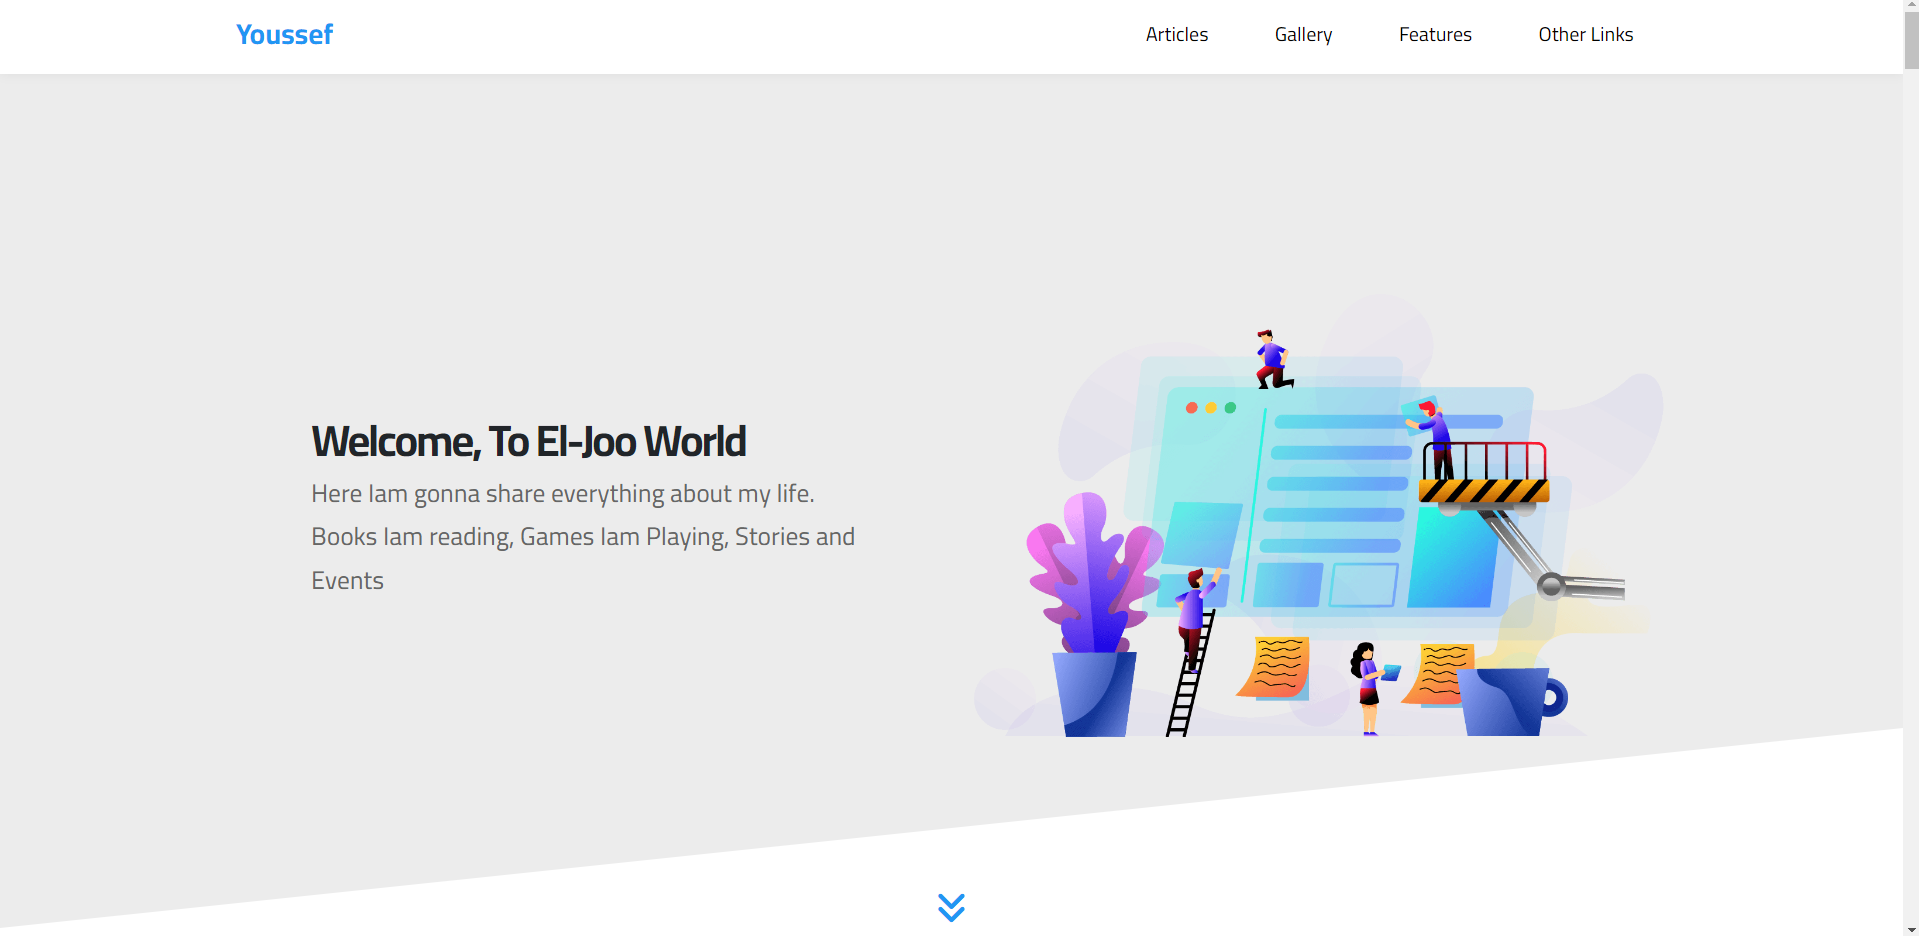 Youssef
Articles Gallery Features Other Links
Welcome, To El-Joo World
Here Iam gonna share everything about my life.
Books Iam reading, Games Iam Playing, Stories and
Events